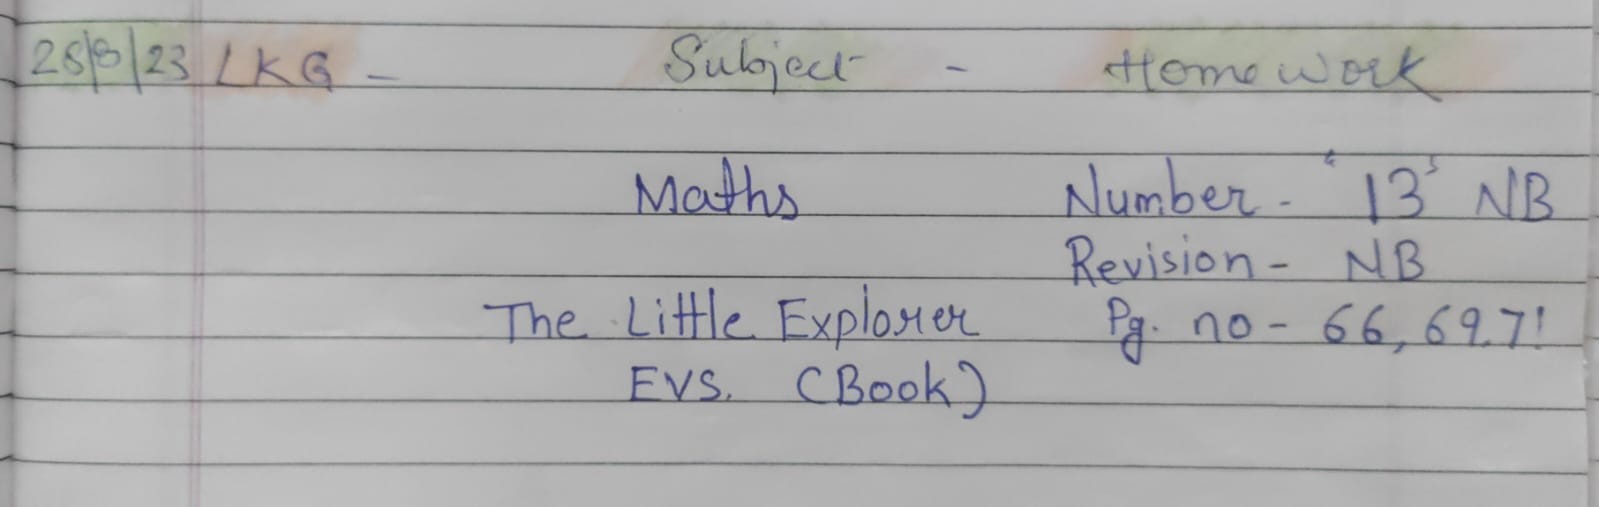 28/8/23 LKG - Subject - Homework
Maths Number - "13" NB
Revision - NB
The Little Explorer Pg. no - 66, 69, 71
EVS. (Book)